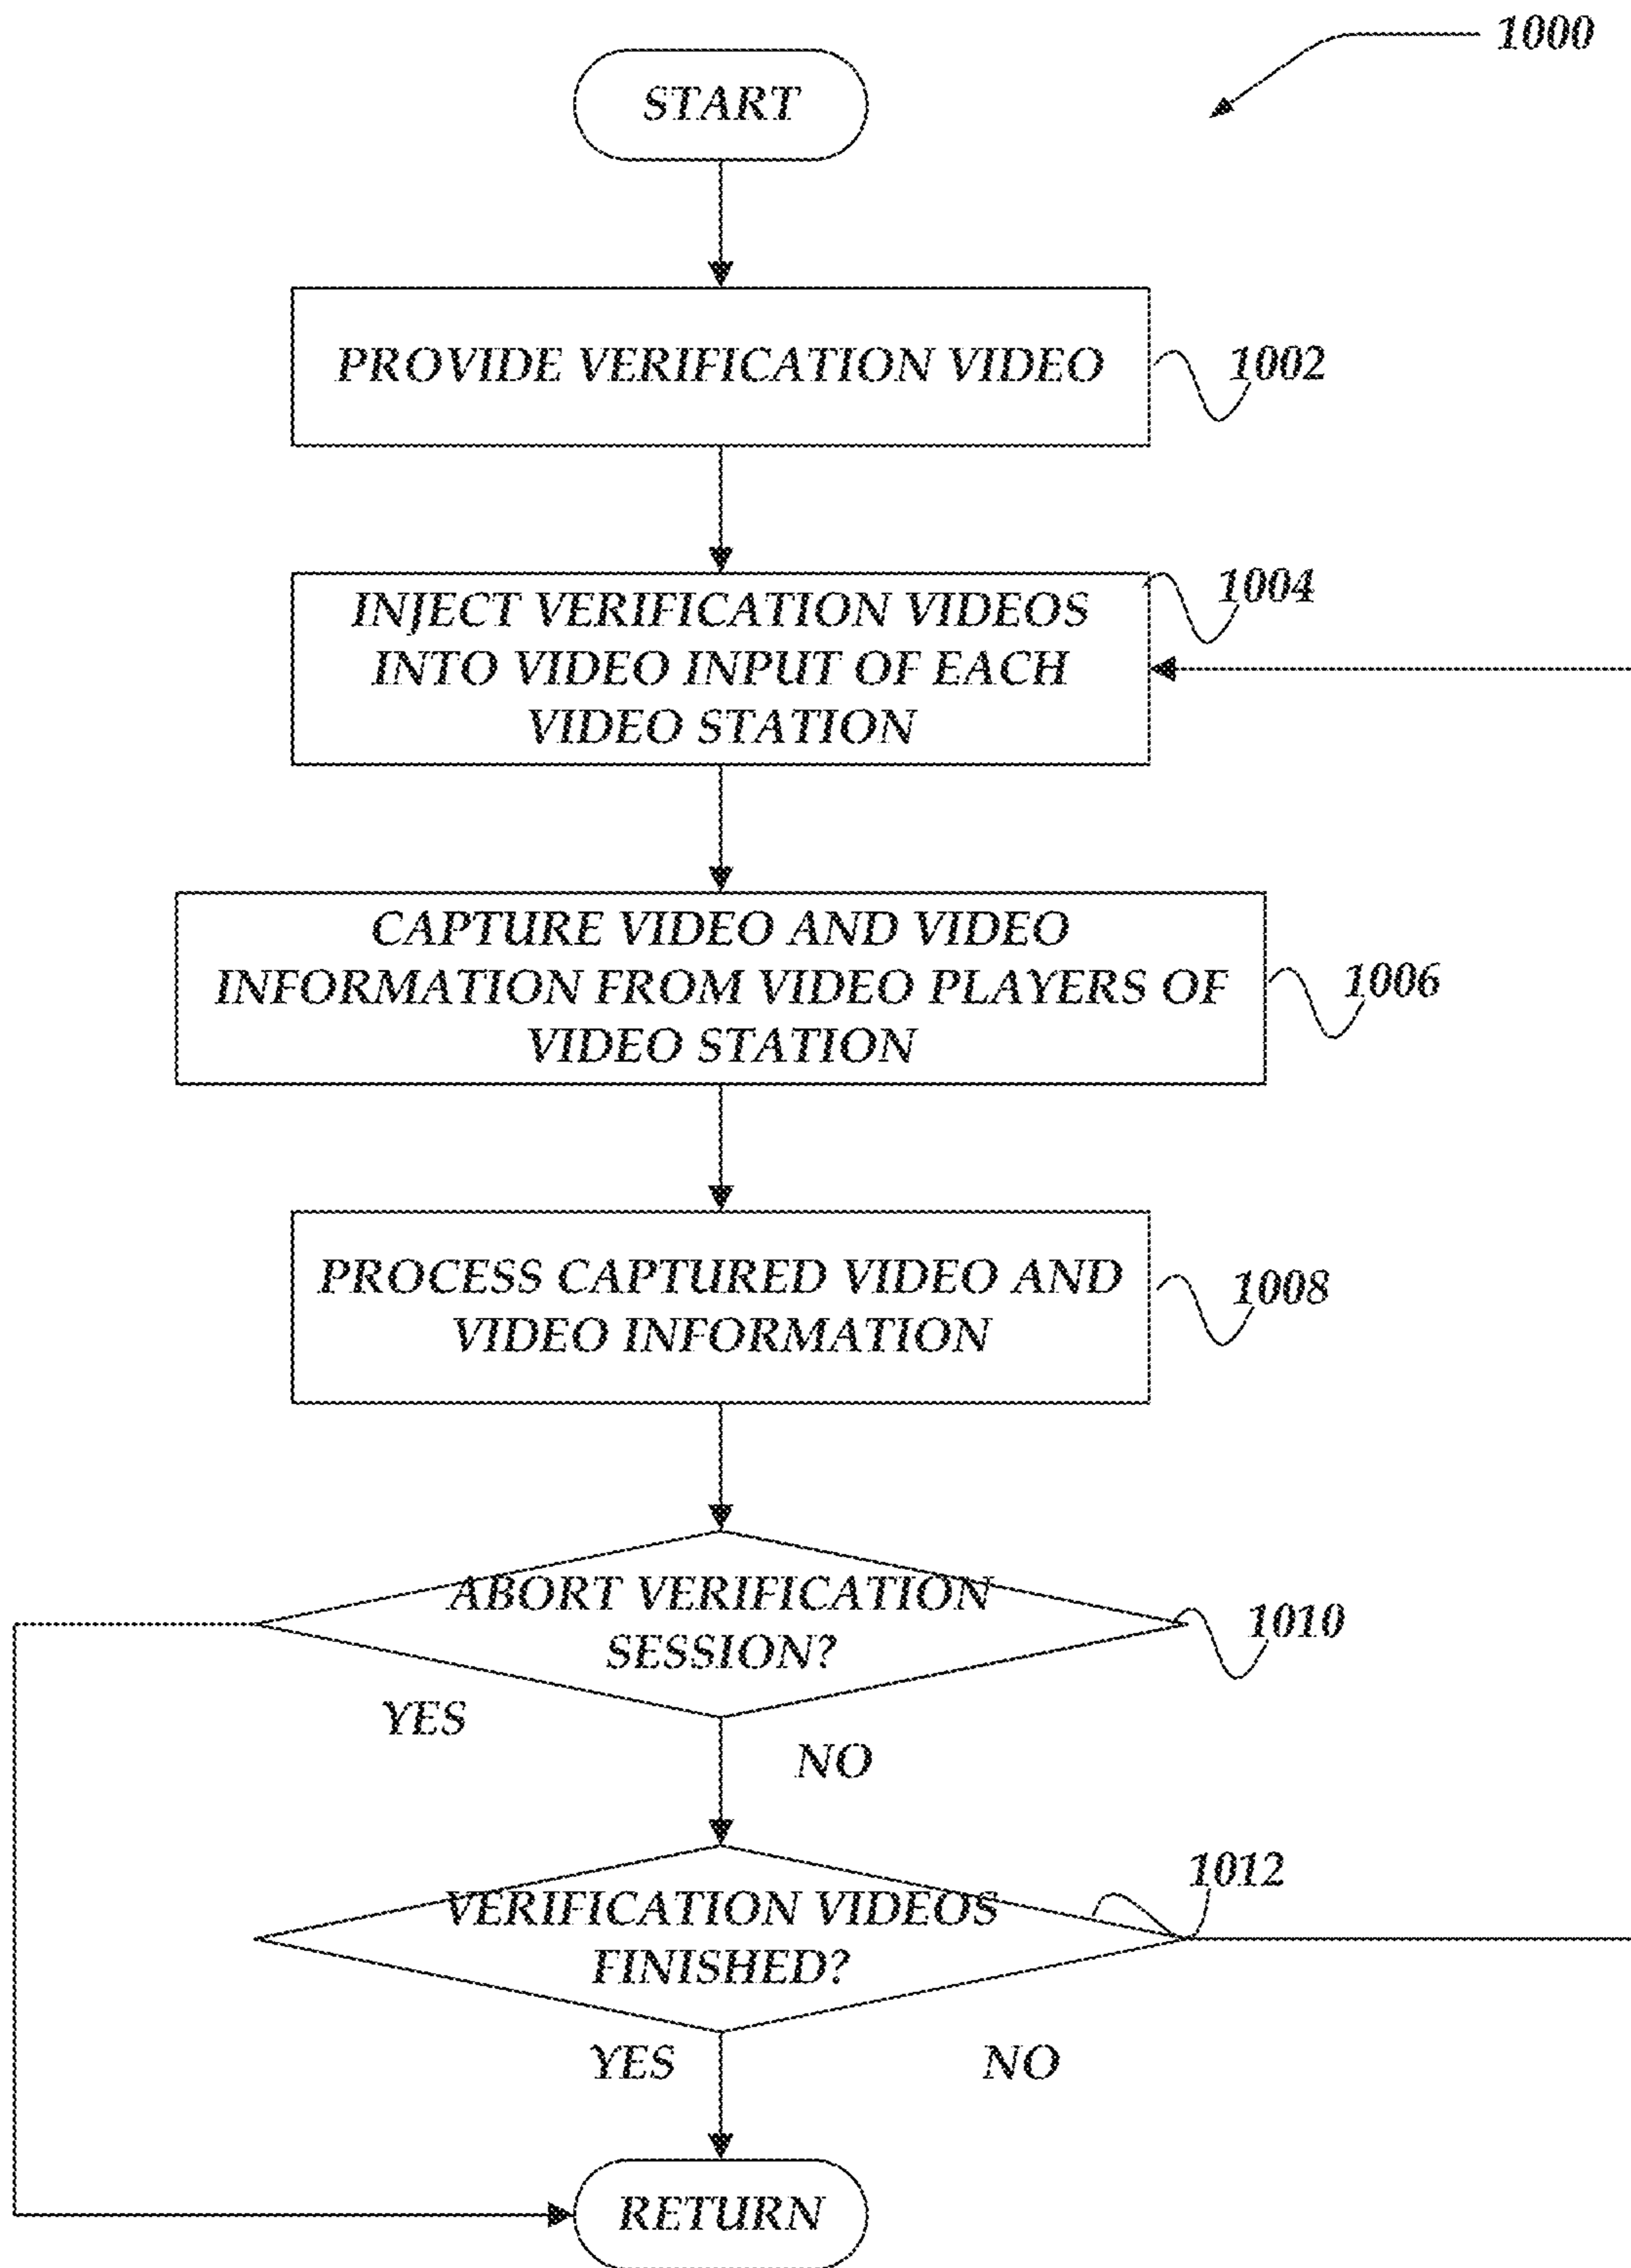 1000
START
PROVIDE VERIFICATION VIDEO
1002
1004
INJECT VERIFICATION VIDEOS
INTO VIDEO INPUT OF EACH
VIDEO STATION
CAPTURE VIDEO AND VIDEO
INFORMATION FROM VIDEO PLAYERS OF
VIDEO STATION
1006
PROCESS CAPTURED VIDEO AND
VIDEO INFORMATION
1008
ABORT VERIFICATION
SESSION?
1010
YES
NO
1012
VERIFICATION VIDEOS
FINISHED?
YES
NO
RETURN